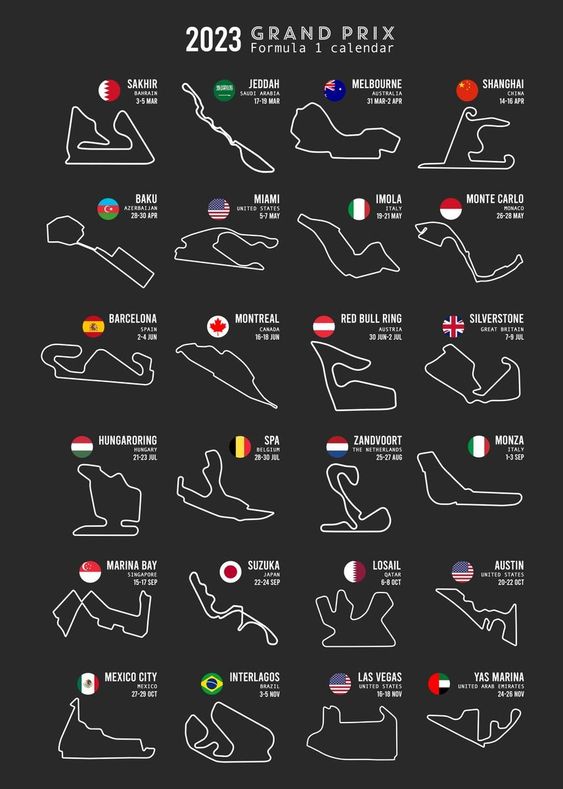 2023 GRAND PRIX
Formula 1 calendar
SAKHIR
BAHRAIN
3-5 MAR
JEDDAH
SAUDI ARABIA
17-19 MAR
MELBOURNE
AUSTRALIA
31 MAR-2 APR
SHANGHAI
CHINA
14-16 APR
BAKU
AZERBAIJAN
28-30 APR
MIAMI
UNITED STATES
5-7 MAY
IMOLA
ITALY
19-21 MAY
MONTE CARLO
MONACO
26-28 MAY
BARCELONA
SPAIN
2-4 JUN
MONTREAL
CANADA
16-18 JUN
RED BULL RING
AUSTRIA
30 JUN-2 JUL
SILVERSTONE
GREAT BRITAIN
7-9 JUL
HUNGARORING
HUNGARY
21-23 JUL
SPA
BELGIUM
28-30 JUL
ZANDVOORT
THE NETHERLANDS
25-27 AUG
MONZA
ITALY
1-3 SEP
MARINA BAY
SINGAPORE
15-17 SEP
SUZUKA
JAPAN
22-24 SEP
LOSAIL
QATAR
6-8 OCT
AUSTIN
UNITED STATES
20-22 OCT
MEXICO CITY
MEXICO
27-29 OCT
INTERLAGOS
BRAZIL
3-5 NOV
LAS VEGAS
UNITED STATES
16-18 NOV
YAS MARINA
UNITED ARAB EMIRATES
24-26 NOV